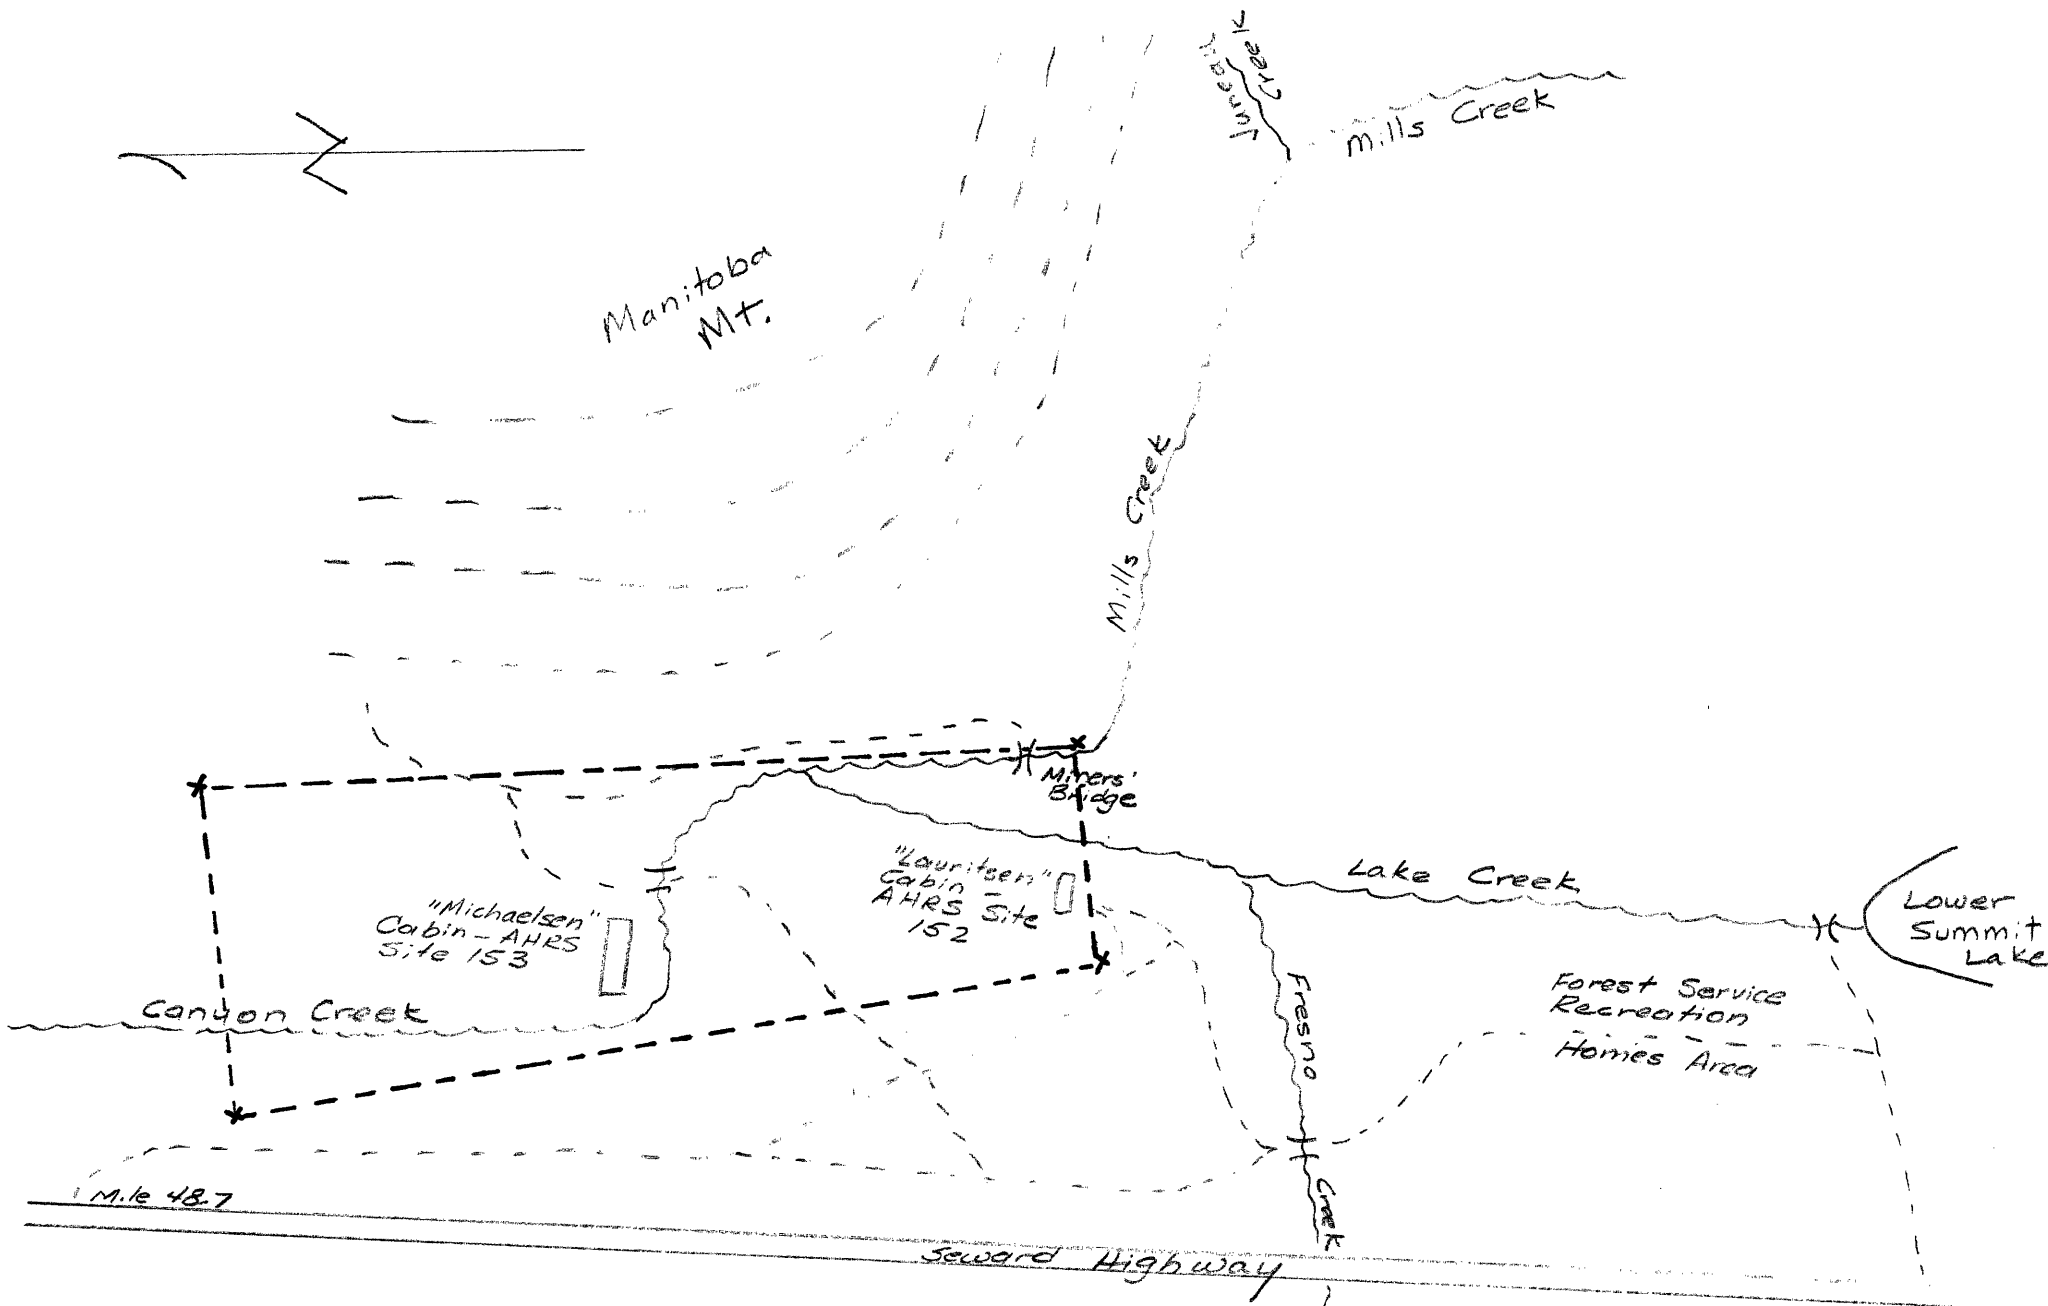 Juneau
Creek
Mills Creek
Manitoba
Mt.
Mills Creek
Miners'
Bridge
"Lauritsen"
Cabin -
AHRS Site
152
Lake Creek
Lower
Summit
Lake
"Michaelsen"
Cabin - AHRS
Site 153
Canyon Creek
Fresno
Creek
Forest Service
Recreation
Homes Area
Mile 48.7
Seward Highway